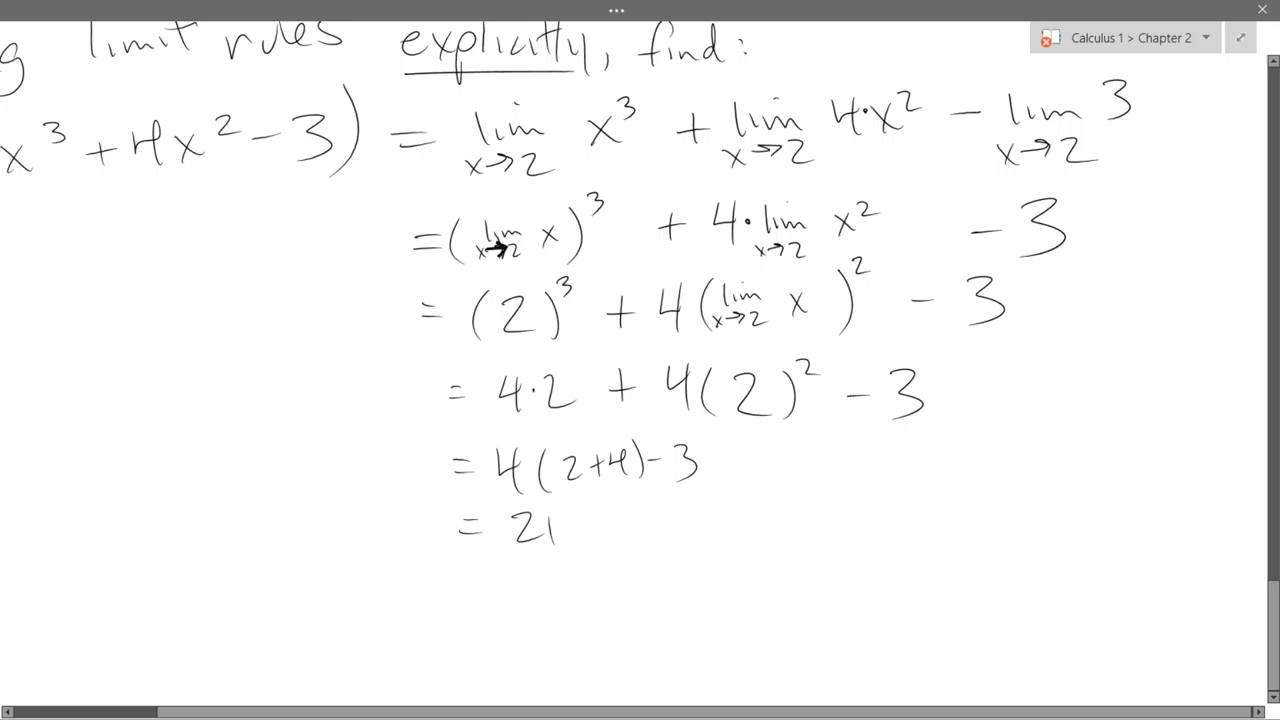 Calculus 1 > Chapter 2
g limit rules explicitly, find:
x³ + 4x² - 3) = lim x→2 x³ + lim x→2 4·x² - lim x→2 3
= (lim x→2 x)³ + 4·lim x→2 x² - 3
= (2)³ + 4(lim x→2 x)² - 3
= 4·2 + 4(2)² - 3
= 4(2+4)-3
= 21